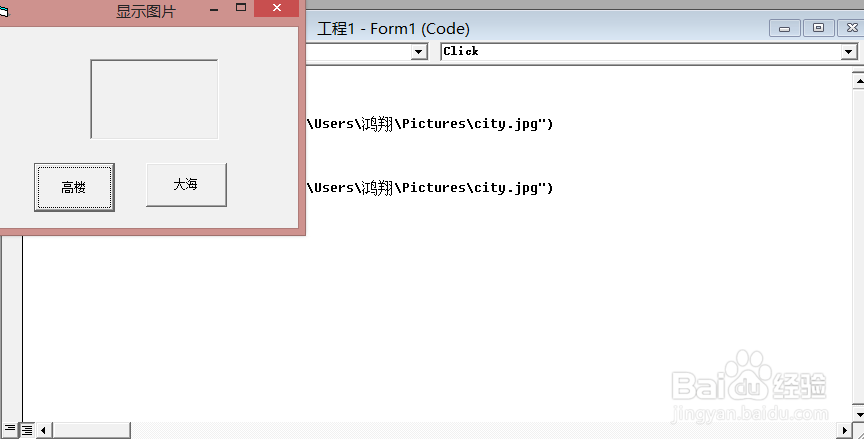 显示图片
工程1 - Form1 (Code)
Click
\Users\鸿翔\Pictures\city.jpg")
高楼
大海
\Users\鸿翔\Pictures\city.jpg")
Baidu经验
jingyan.baidu.com